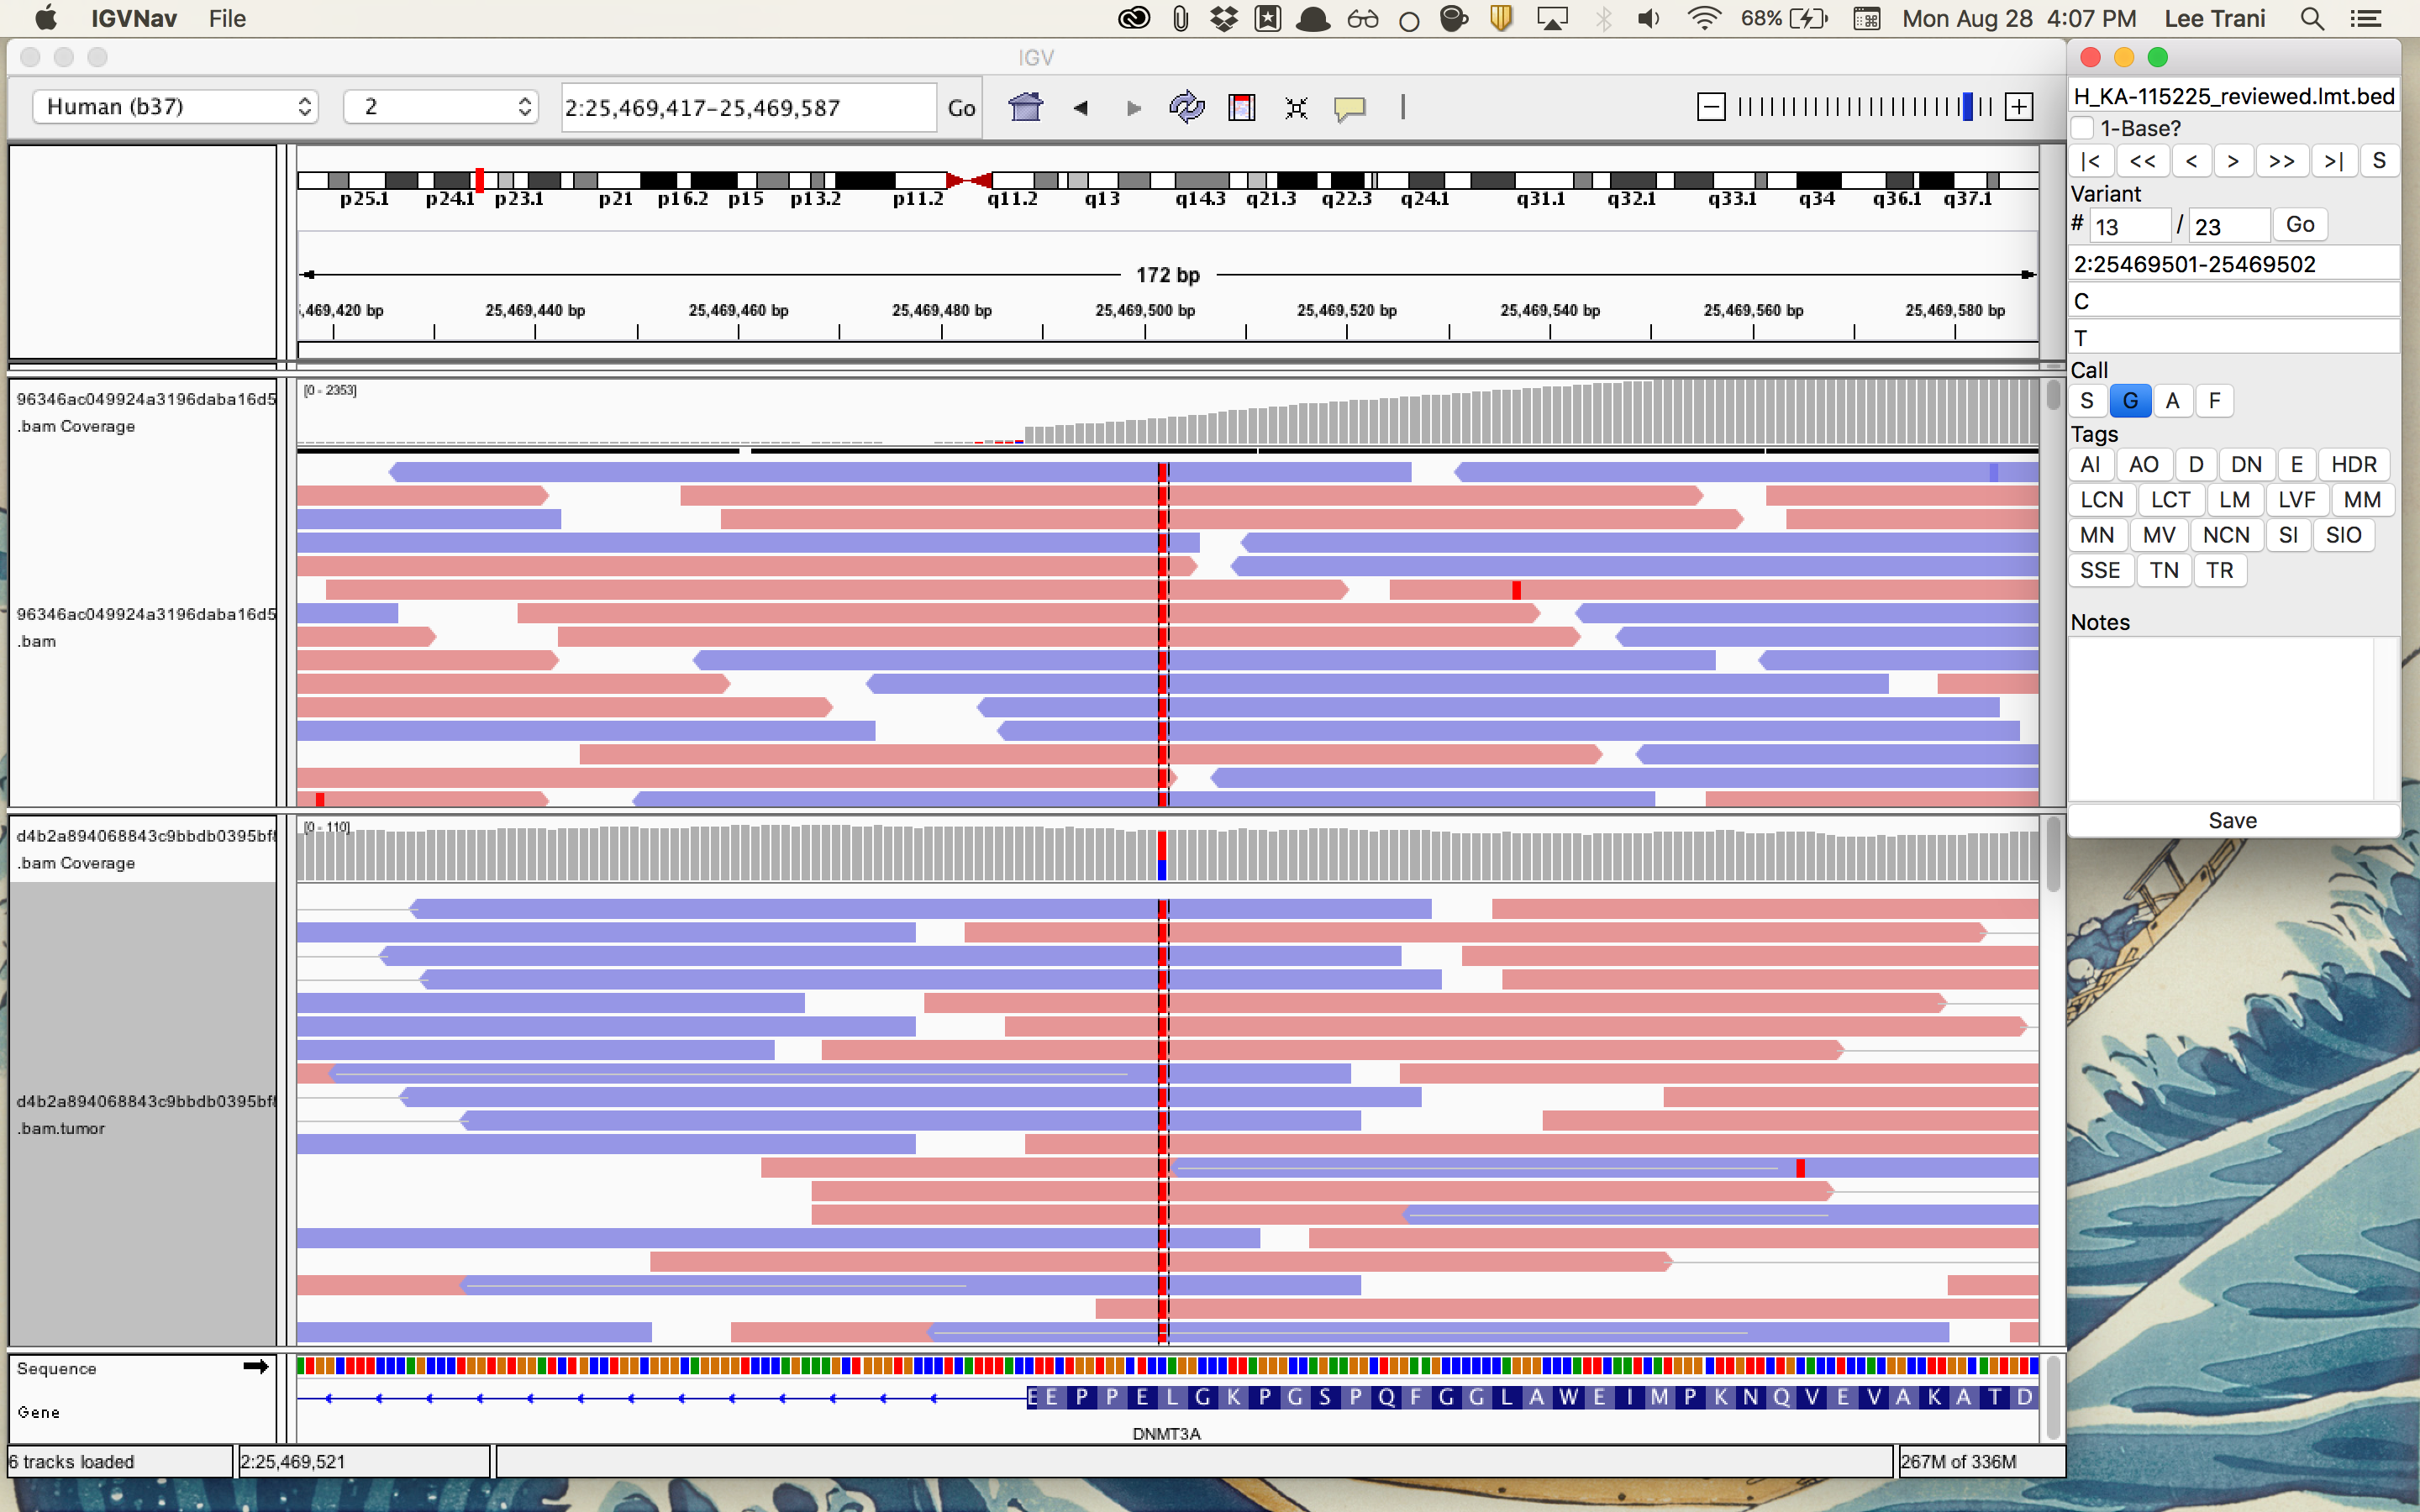 IGVNav File 68% Mon Aug 28 4:07 PM Lee Trani
IGV
Human (b37) 2 2:25,469,417-25,469,587 Go
p25.1 p24.1 p23.1 p21 p16.2 p15 p13.2 p11.2 q11.2 q13 q14.3 q21.3 q22.3 q24.1 q31.1 q32.1 q33.1 q34 q36.1 q37.1
172 bp
,469,420 bp 25,469,440 bp 25,469,460 bp 25,469,480 bp 25,469,500 bp 25,469,520 bp 25,469,540 bp 25,469,560 bp 25,469,580 bp
96346ac049924a3196daba16d5
.bam Coverage
[0 - 2353]
96346ac049924a3196daba16d5
.bam
d4b2a894068843c9bbdb0395bf
.bam Coverage
[0 - 110]
d4b2a894068843c9bbdb0395bf
.bam.tumor
Sequence
Gene
E E P P E L G K P G S P Q F G G L A W E I M P K N Q V E V A K A T D
DNMT3A
6 tracks loaded 2:25,469,521 267M of 336M
H_KA-115225_reviewed.lmt.bed
1-Base?
|< << < > >> >| S
Variant
# 13 / 23 Go
2:25469501-25469502
C
T
Call
S G A F
Tags
AI AO D DN E HDR
LCN LCT LM LVF MM
MN MV NCN SI SIO
SSE TN TR
Notes
Save